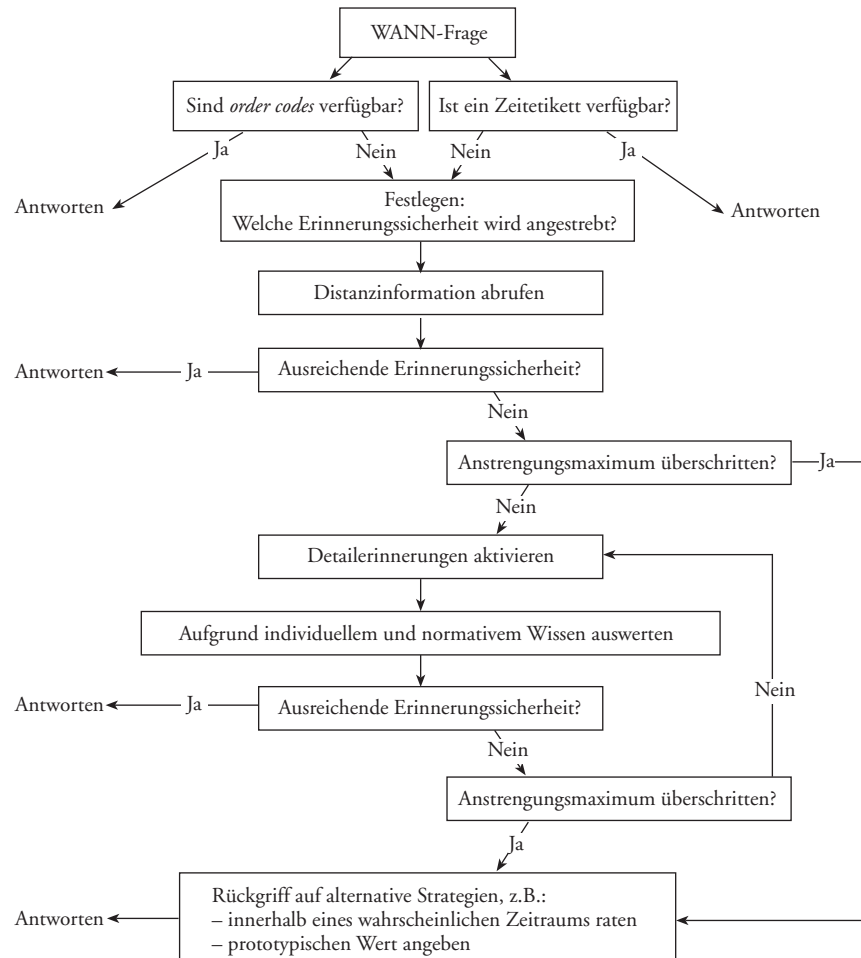 WANN-Frage
Sind order codes verfügbar?
Ist ein Zeitetikett verfügbar?
Ja
Nein
Nein
Ja
Antworten
Festlegen:
Welche Erinnerungssicherheit wird angestrebt?
Antworten
Distanzinformation abrufen
Antworten
Ja
Ausreichende Erinnerungssicherheit?
Nein
Anstrengungsmaximum überschritten?
Ja
Nein
Detailerinnerungen aktivieren
Aufgrund individuellem und normativem Wissen auswerten
Nein
Antworten
Ja
Ausreichende Erinnerungssicherheit?
Nein
Anstrengungsmaximum überschritten?
Ja
Rückgriff auf alternative Strategien, z.B.:
– innerhalb eines wahrscheinlichen Zeitraums raten
– prototypischen Wert angeben
Antworten